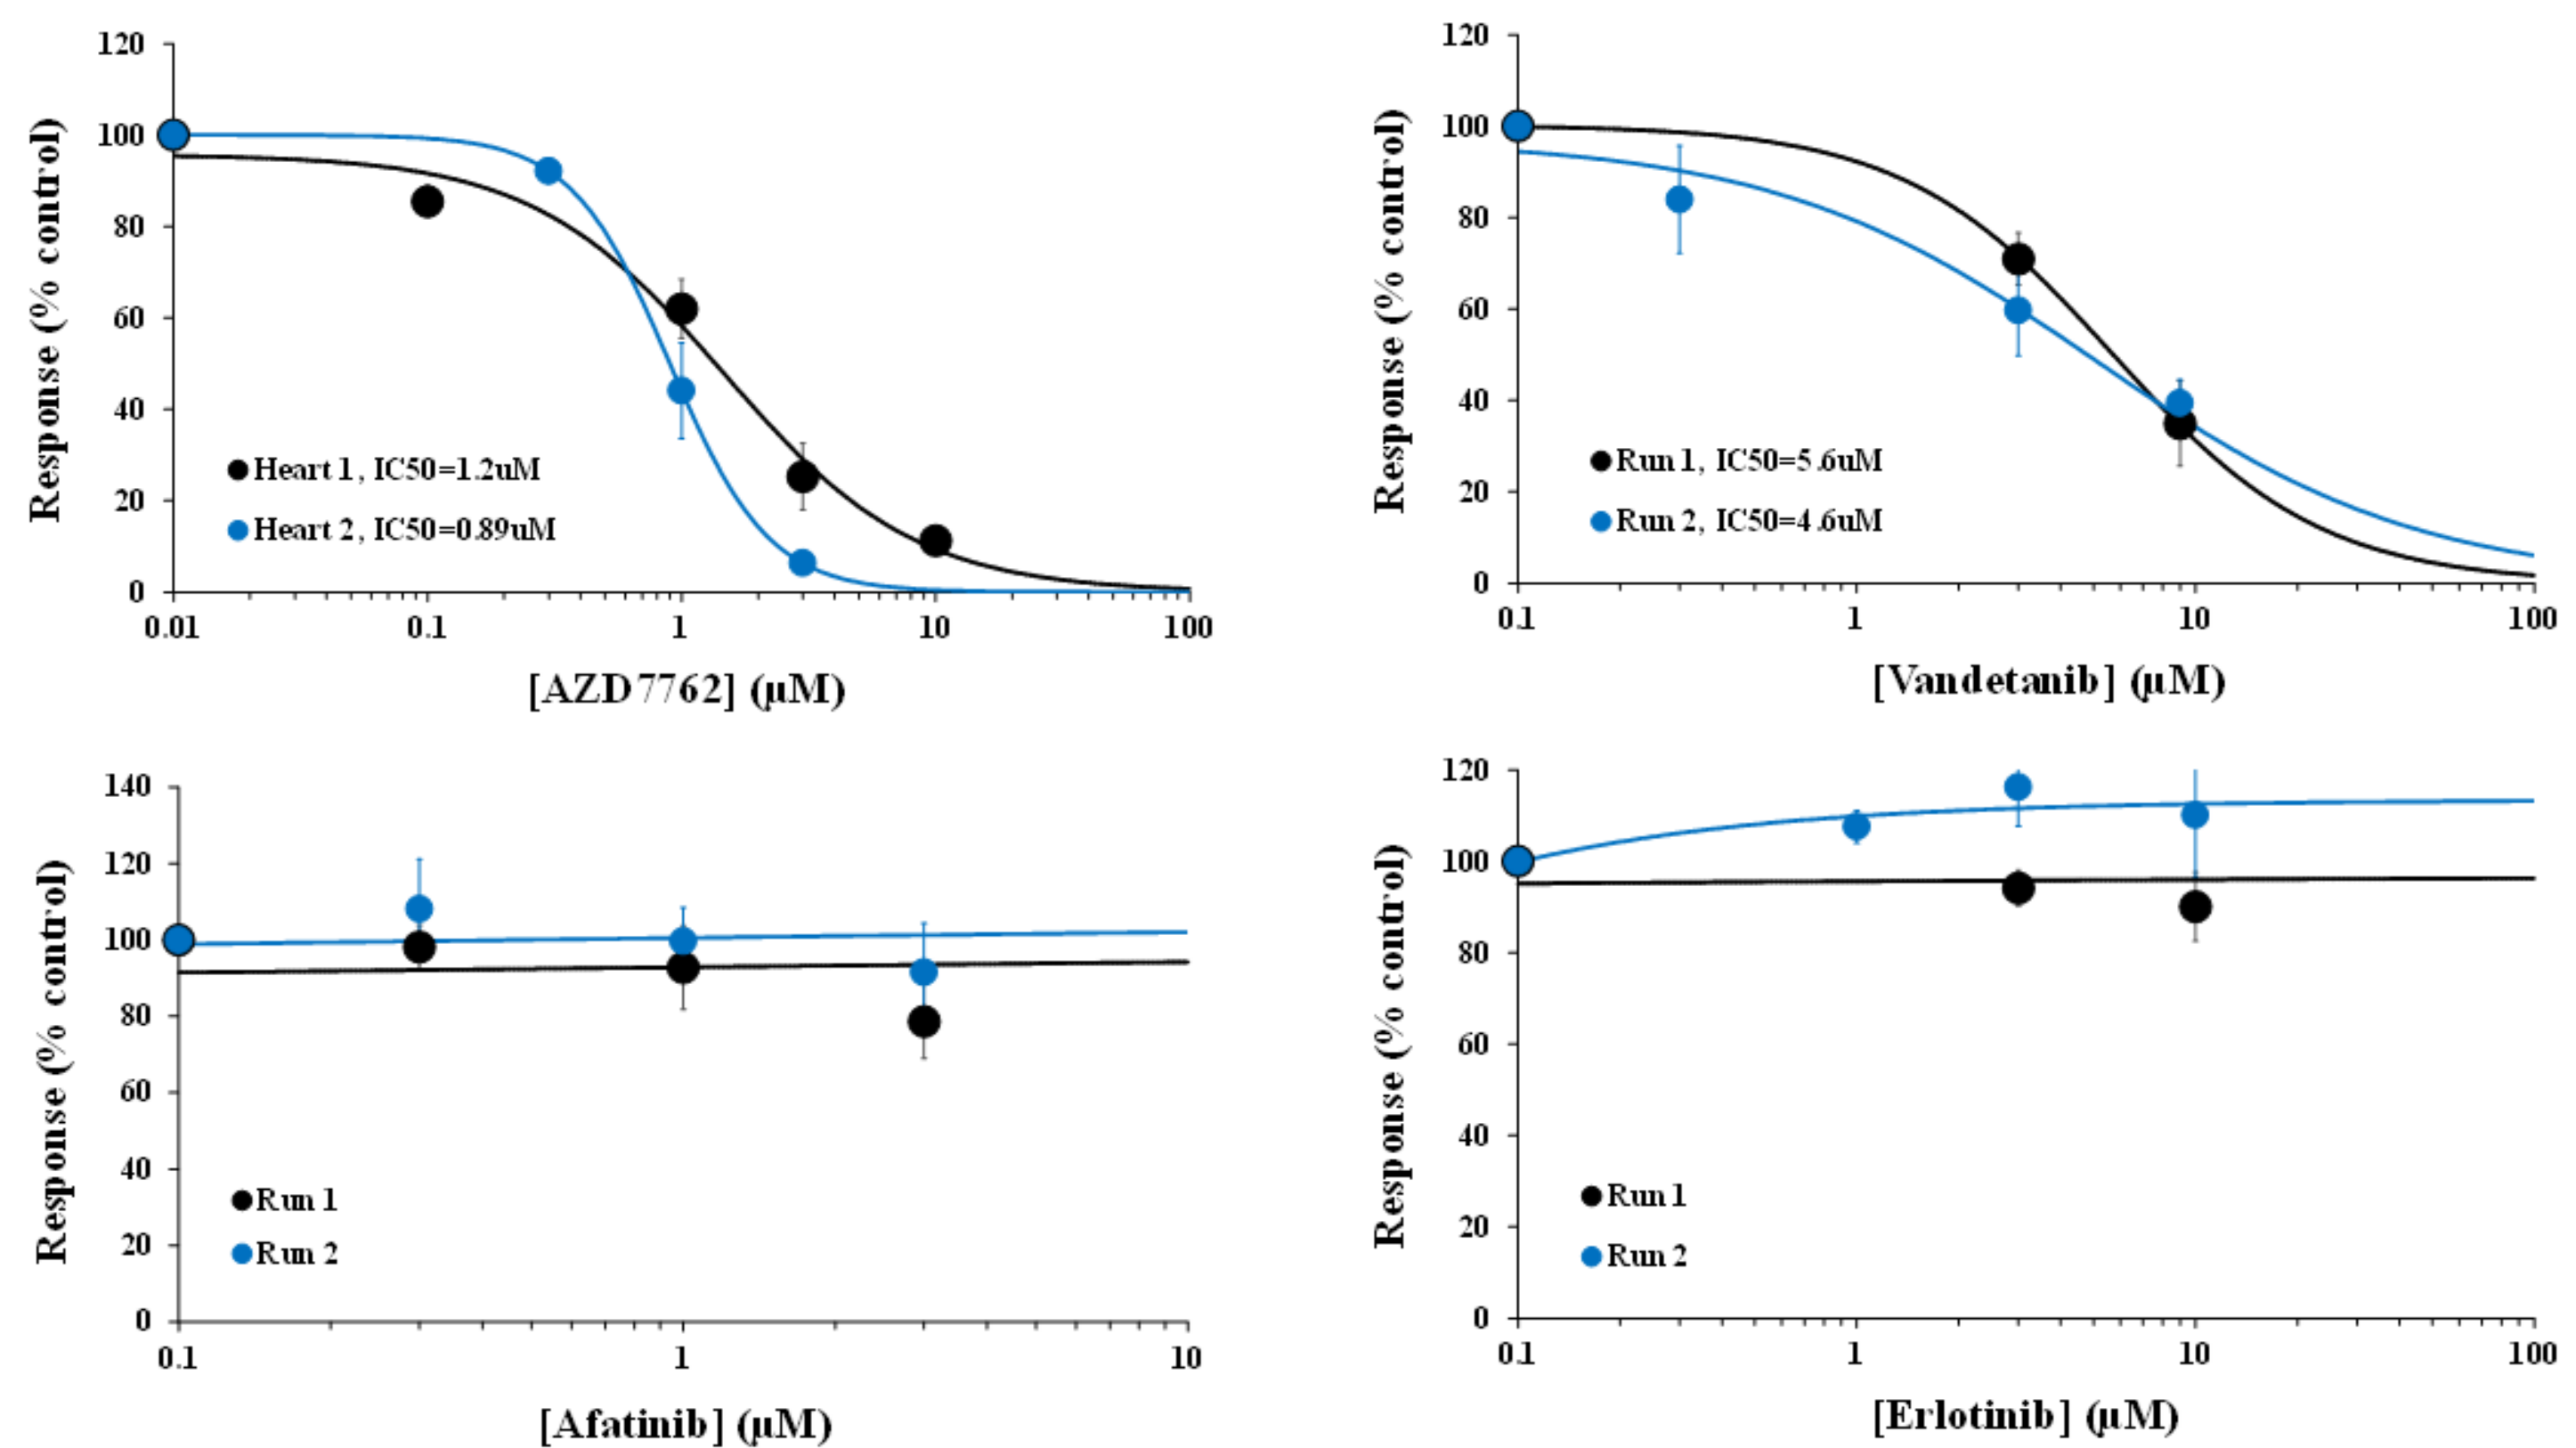 Response (% control)
120
100
80
60
40
20
0
Heart 1, IC50=1.2uM
Heart 2, IC50=0.89uM
0.01 0.1 1 10 100
[AZD7762] (µM)
Response (% control)
120
100
80
60
40
20
0
Run 1, IC50=5.6uM
Run 2, IC50=4.6uM
0.1 1 10 100
[Vandetanib] (µM)
Response (% control)
140
120
100
80
60
40
20
0
Run 1
Run 2
0.1 1 10
[Afatinib] (µM)
Response (% control)
120
100
80
60
40
20
0
Run 1
Run 2
0.1 1 10 100
[Erlotinib] (µM)